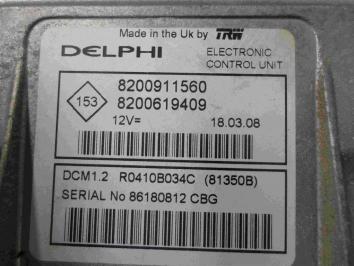 Made in the Uk by TRW
DELPHI ELECTRONIC
CONTROL UNIT
153
8200911560
8200619409
12V= 18.03.08
DCM1.2 R0410B034C (81350B)
SERIAL No 86180812 CBG